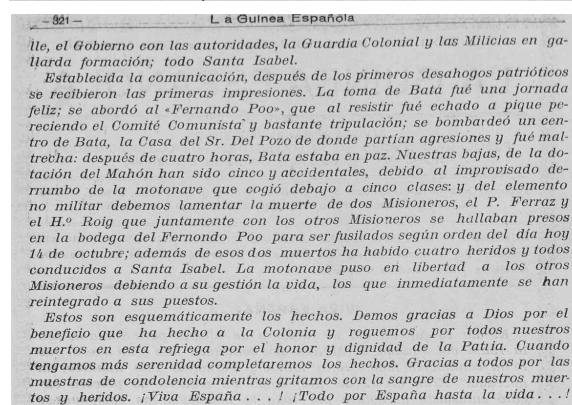 —321— La Guinea Española
lle, el Gobierno con las autoridades, la Guardia Colonial y las Milicias en ga-
llarda formación; todo Santa Isabel.
Establecida la comunicación, después de los primeros desahogos patrióticos
se recibieron las primeras impresiones. La toma de Bata fué una jornada
feliz; se abordó al «Fernando Poo», que al resistir fué echado a pique pe-
reciendo el Comité Comunista y bastante tripulación; se bombardeó un cen-
tro de Bata, la Casa del Sr. Del Pozo de donde partían agresiones y fué mal-
trecha: después de cuatro horas, Bata estaba en paz. Nuestras bajas, de la do-
tación del Mahón han sido cinco y accidentales, debido al improvisado de-
rrumbo de la motonave que cogió debajo a cinco clases: y del elemento
no militar debemos lamentar la muerte de dos Misioneros, el P. Ferraz y
el H.º Roig que juntamente con los otros Misioneros se hallaban presos
en la bodega del Fernondo Poo para ser fusilados según orden del día hoy
14 de octubre; además de esos dos muertos ha habido cuatro heridos y todos
conducidos a Santa Isabel. La motonave puso en libertad a los otros
Misioneros debiendo a su gestión la vida, los que inmediatamente se han
reintegrado a sus puestos.
Estos son esquemáticamente los hechos. Demos gracias a Dios por el
beneficio que ha hecho a la Colonia y roguemos por todos nuestros
muertos en esta refriega por el honor y dignidad de la Patria. Cuando
tengamos más serenidad completaremos los hechos. Gracias a todos por las
muestras de condolencia mientras gritamos con la sangre de nuestros muer-
tos y heridos. ¡Viva España . . . ! ¡Todo por España hasta la vida . . . !